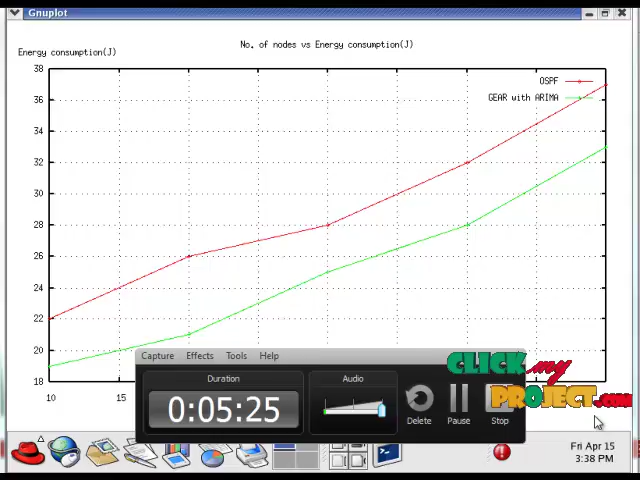 Gnuplot
No. of nodes vs Energy consumption(J)
Energy consumption(J)
38
OSPF
GEAR with ARIMA
36
34
32
30
28
26
24
22
20
18
10
15
Capture Effects Tools Help
Duration
Audio
0:05:25
Delete
Pause
Stop
CLICK my
PROJECT.com
Fri Apr 15
3:38 PM